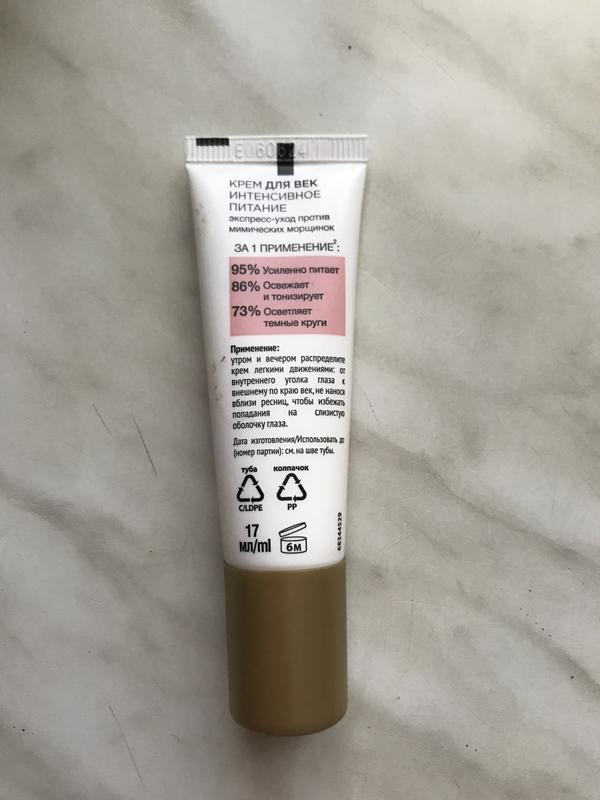 КРЕМ ДЛЯ ВЕК
ИНТЕНСИВНОЕ
ПИТАНИЕ
экспресс-уход против
мимических морщинок
ЗА 1 ПРИМЕНЕНИЕ²:
95% Усиленно питает
86% Освежает
и тонизирует
73% Осветляет
темные круги
Применение:
утром и вечером распределите
крем легкими движениями: от
внутреннего уголка глаза к
внешнему по краю век, не нанося
вблизи ресниц, чтобы избежать
попадания на слизистую
оболочку глаза.
Дата изготовления/Использовать до
(номер партии): см. на шве тубы.
туба колпачок
C/LDPE PP
17
мл/ml
6м
68344529